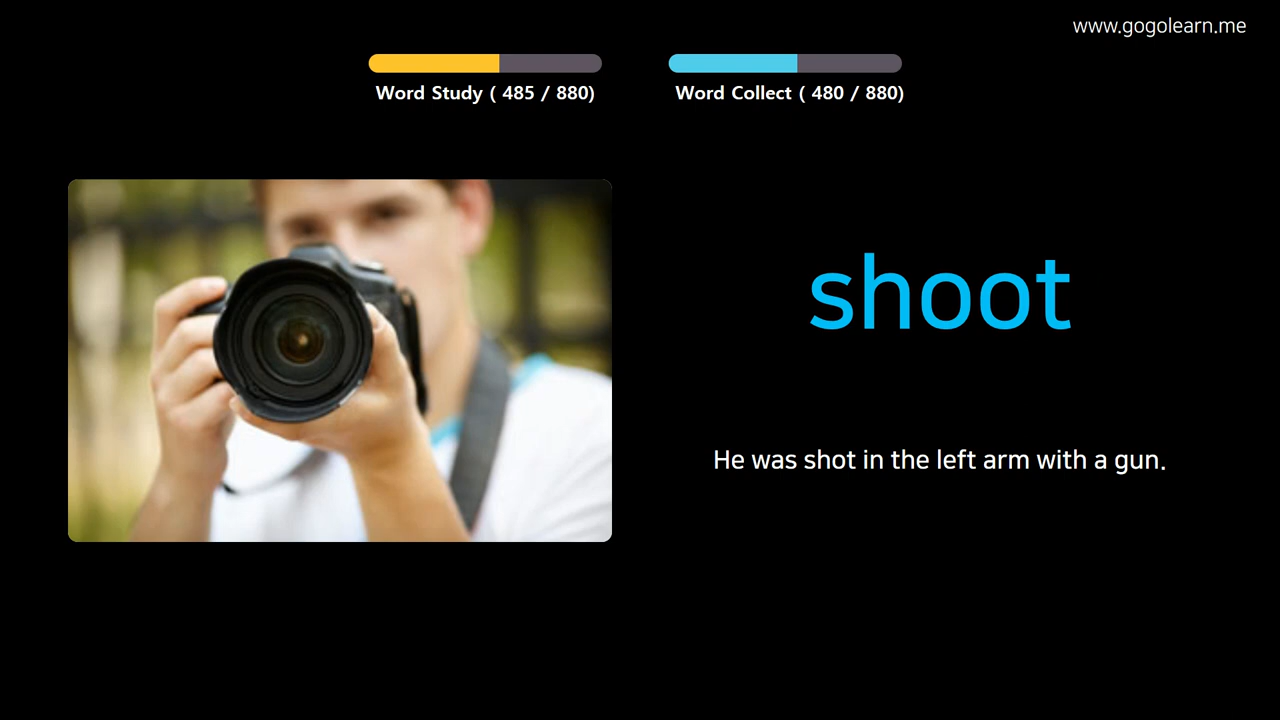 www.gogolearn.me
Word Study ( 485 / 880)
Word Collect ( 480 / 880)
shoot
He was shot in the left arm with a gun.